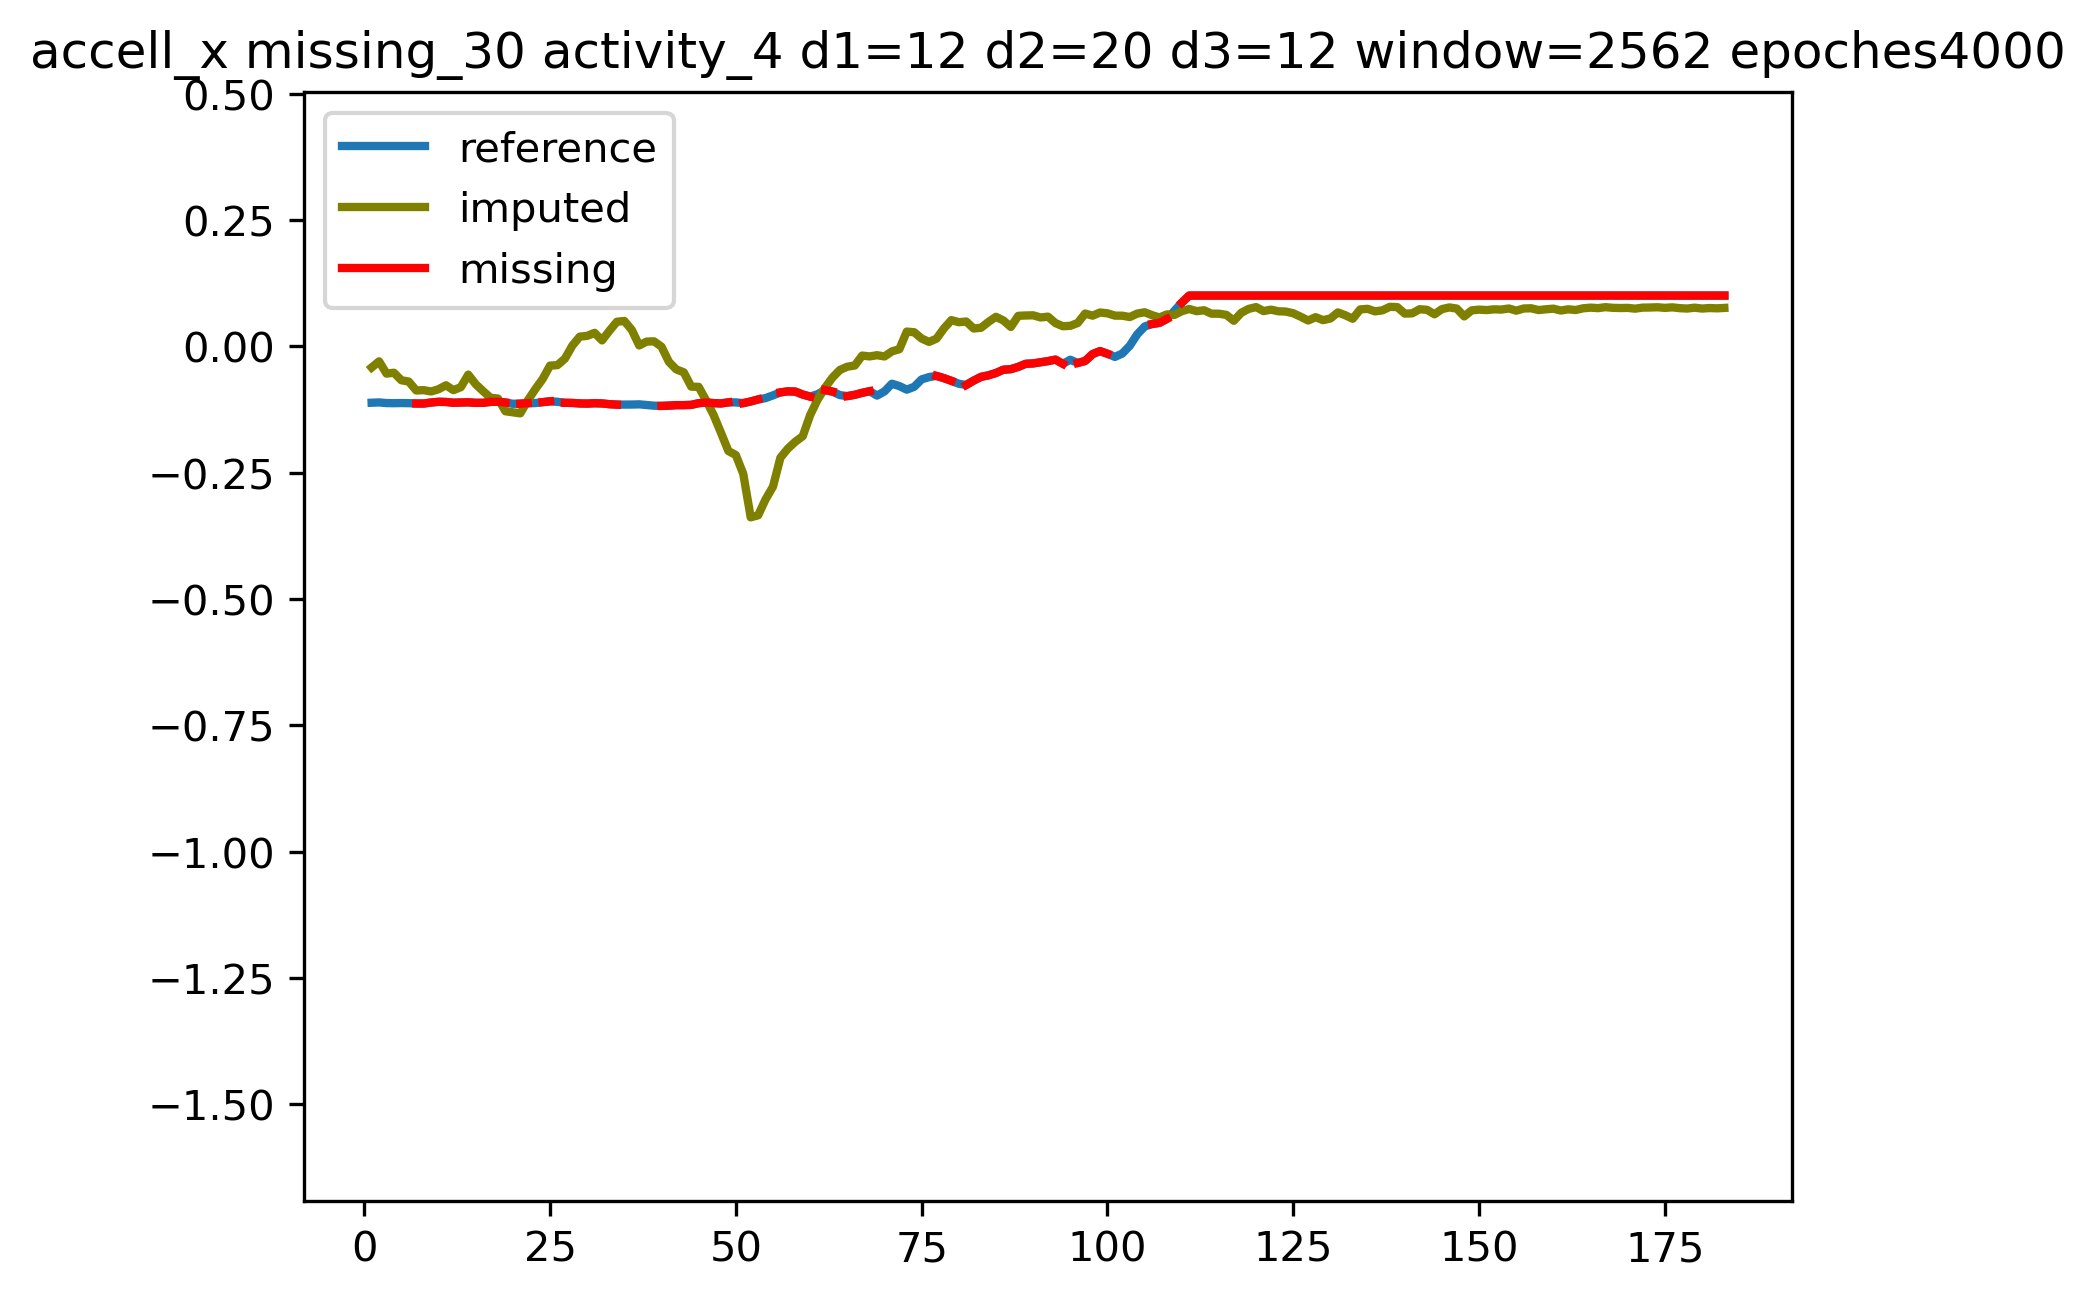 accell_x missing_30 activity_4 d1=12 d2=20 d3=12 window=2562 epoches4000
0.50
0.25
0.00
−0.25
−0.50
−0.75
−1.00
−1.25
−1.50
reference
imputed
missing
0 25 50 75 100 125 150 175